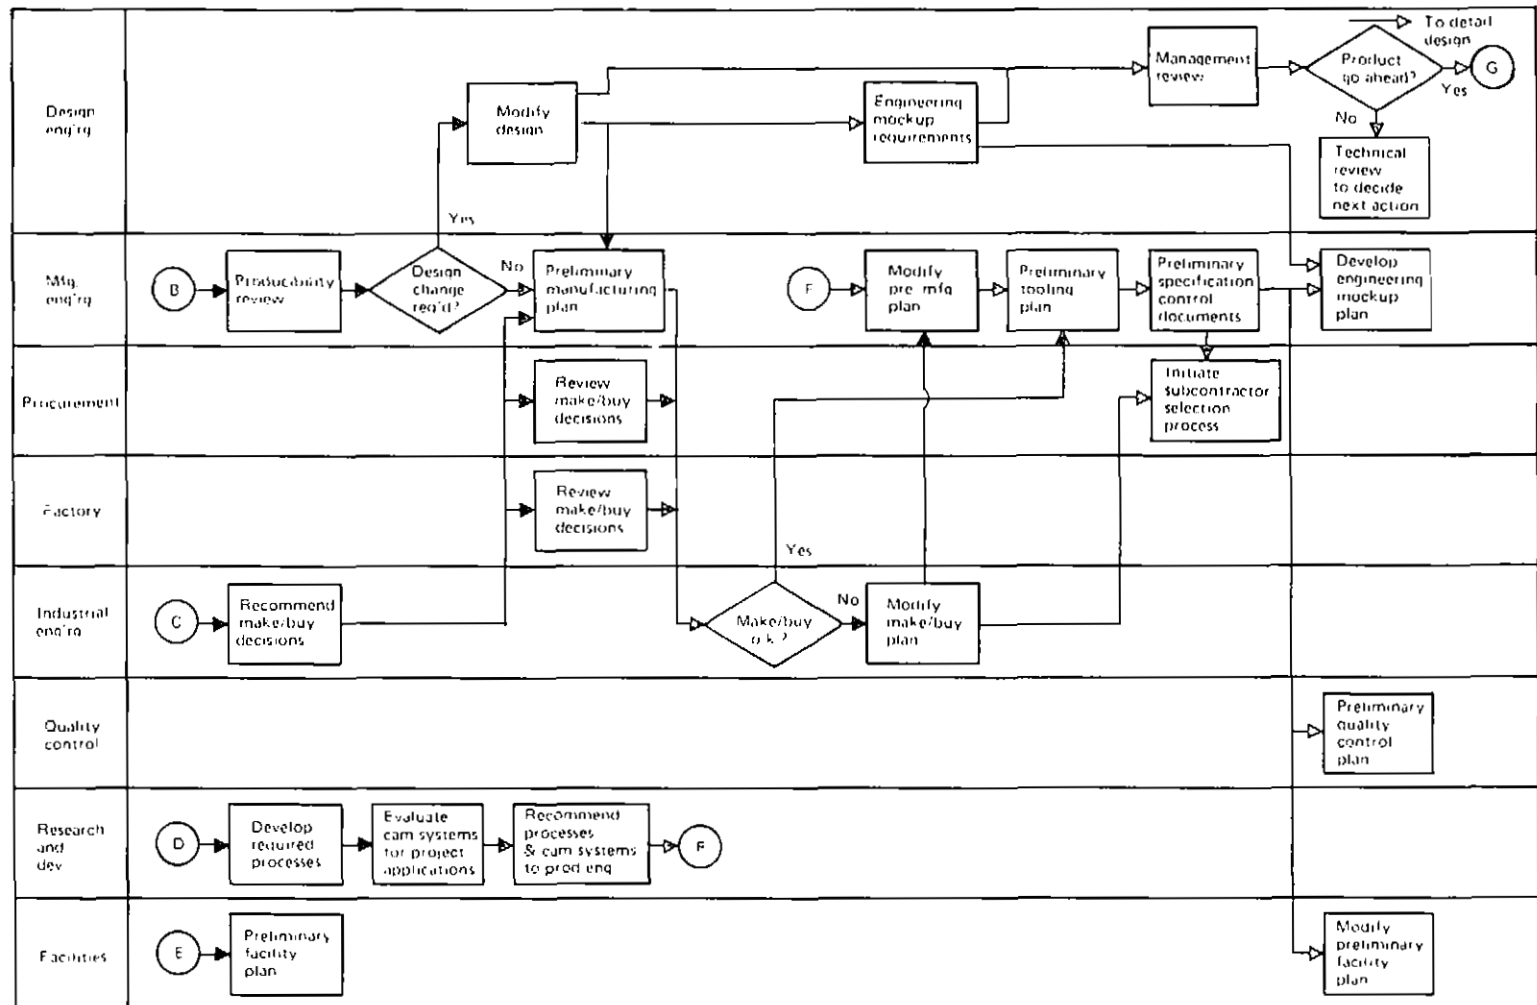 To detail
design
Design
eng'rg
Modify
design
Engineering
mockup
requirements
Management
review
Product
go ahead?
G
Yes
No
Technical
review
to decide
next action
Yes
Mfg.
eng'rg
B
Producability
review
Design
change
req'd?
No
Preliminary
manufacturing
plan
F
Modify
pre mfg
plan
Preliminary
tooling
plan
Preliminary
specification
control
documents
Develop
engineering
mockup
plan
Procurement
Review
make/buy
decisions
Initiate
subcontractor
selection
process
Factory
Review
make/buy
decisions
Yes
Industrial
eng'rg
C
Recommend
make/buy
decisions
Make/buy
o.k.?
No
Modify
make/buy
plan
Quality
control
Preliminary
quality
control
plan
Research
and
dev
D
Develop
required
processes
Evaluate
cam systems
for project
applications
Recommend
processes
& cam systems
to prod eng
F
Facilities
E
Preliminary
facility
plan
Modify
preliminary
facility
plan